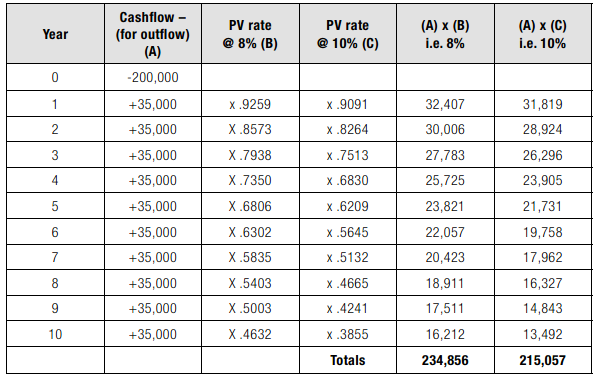 Year | Cashflow – (for outflow) (A) | PV rate @ 8% (B) | PV rate @ 10% (C) | (A) x (B) i.e. 8% | (A) x (C) i.e. 10%
0 | -200,000 | | | |
1 | +35,000 | x .9259 | x .9091 | 32,407 | 31,819
2 | +35,000 | X .8573 | x .8264 | 30,006 | 28,924
3 | +35,000 | X .7938 | x .7513 | 27,783 | 26,296
4 | +35,000 | X .7350 | x .6830 | 25,725 | 23,905
5 | +35,000 | X .6806 | x .6209 | 23,821 | 21,731
6 | +35,000 | X .6302 | x .5645 | 22,057 | 19,758
7 | +35,000 | X .5835 | x .5132 | 20,423 | 17,962
8 | +35,000 | X .5403 | x .4665 | 18,911 | 16,327
9 | +35,000 | X .5003 | x .4241 | 17,511 | 14,843
10 | +35,000 | X .4632 | x .3855 | 16,212 | 13,492
Totals | 234,856 | 215,057